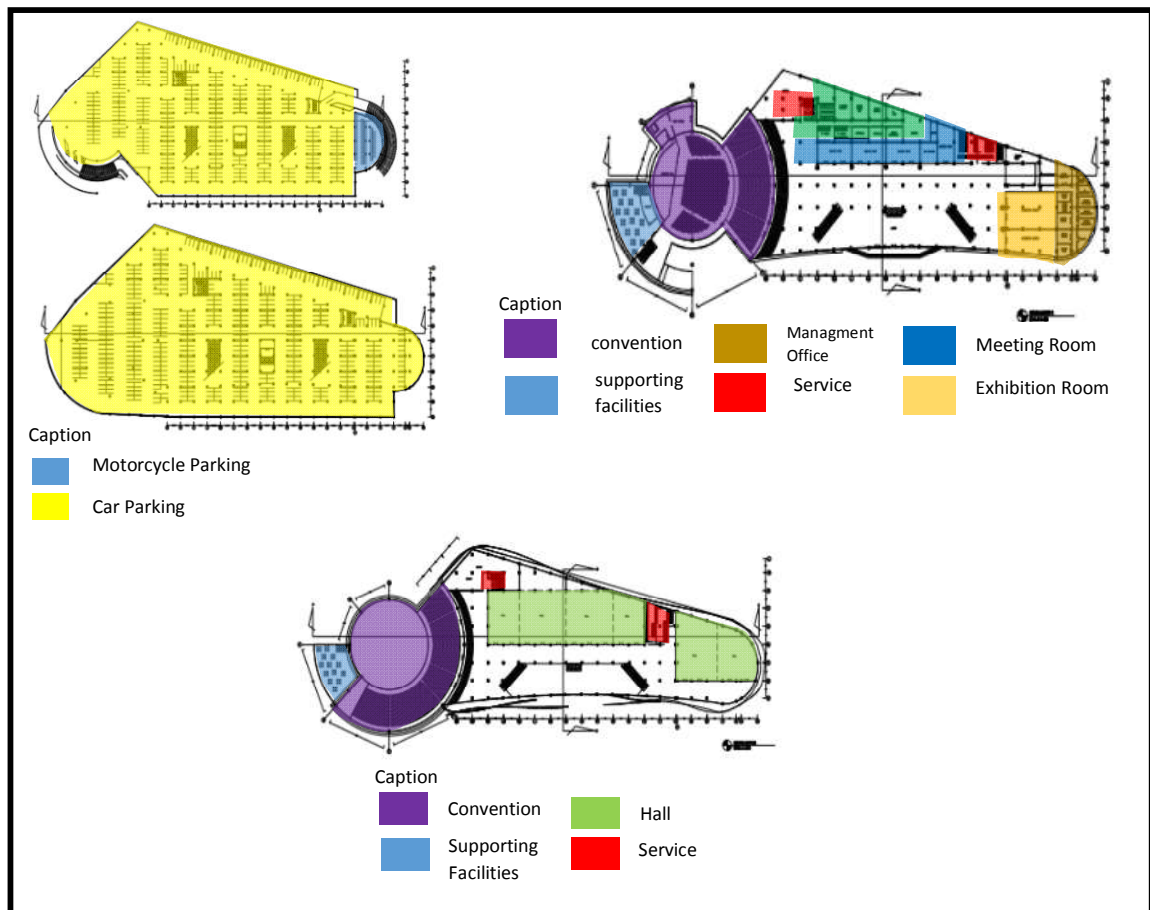 Caption
Motorcycle Parking
Car Parking
Caption
convention
Managment
Office
Meeting Room
supporting
facilities
Service
Exhibition Room
Caption
Convention
Hall
Supporting
Facilities
Service